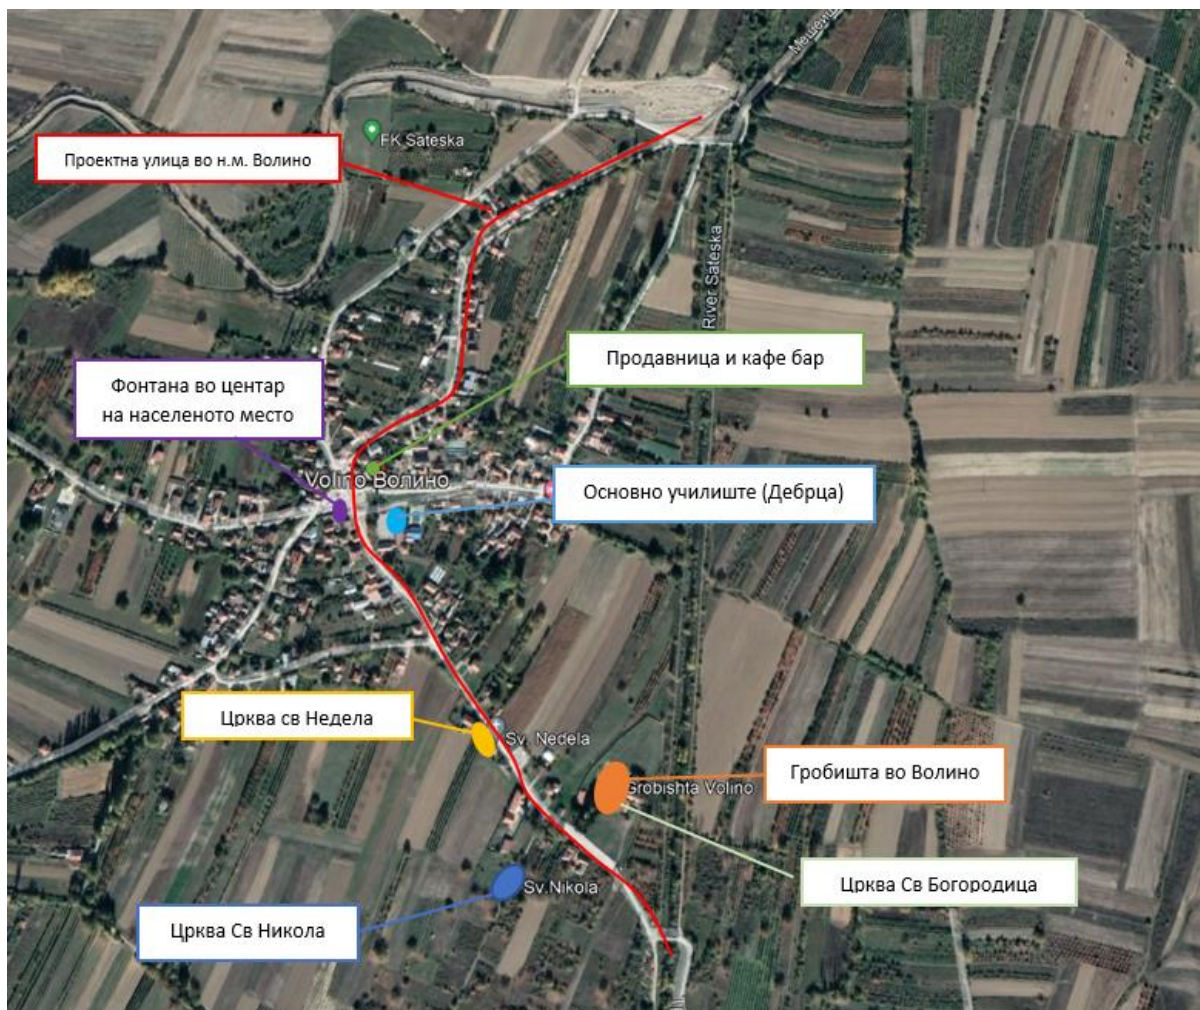 Мешеишта
FK Sateska
Проектна улица во н.м. Волино
River Sateska
Продавница и кафе бар
Фонтана во центар
на населеното место
Volino Волино
Основно училиште (Дебрца)
Црква св Недела
Sv. Nedela
Гробишта во Волино
Grobishta Volino
Црква Св Богородица
Sv.Nikola
Црква Св Никола